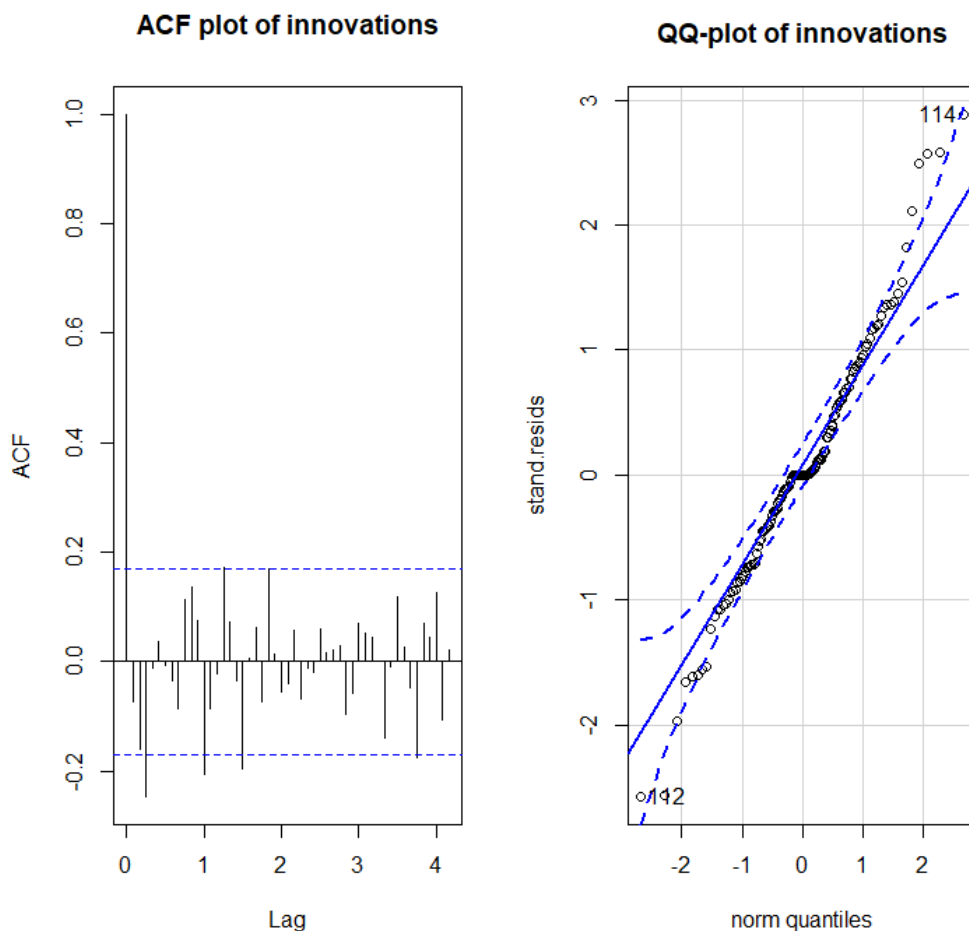 ACF plot of innovations
1.0
0.8
0.6
0.4
0.2
0.0
-0.2
ACF
0 1 2 3 4
Lag
QQ-plot of innovations
3
2
1
0
-1
-2
stand.resids
114
112
-2 -1 0 1 2
norm quantiles